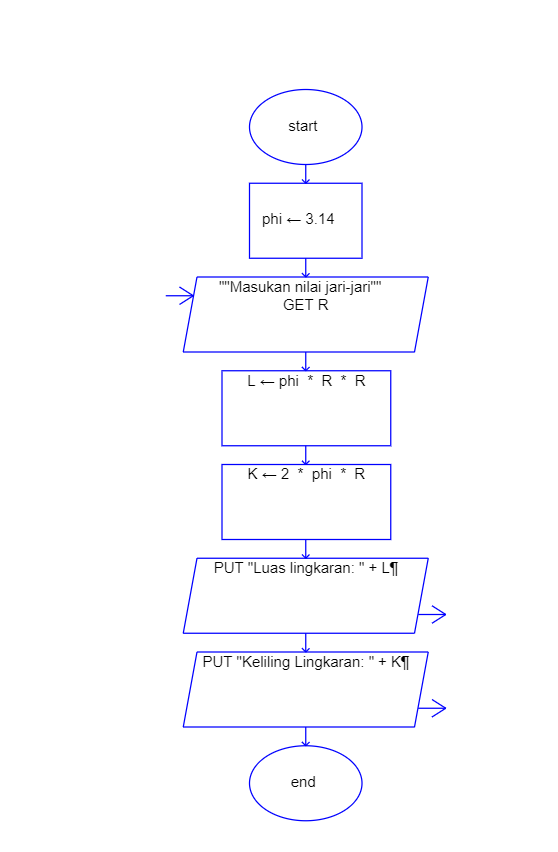 start
phi ← 3.14
""Masukan nilai jari-jari""
GET R
L ← phi * R * R
K ← 2 * phi * R
PUT "Luas lingkaran: " + L¶
PUT "Keliling Lingkaran: " + K¶
end